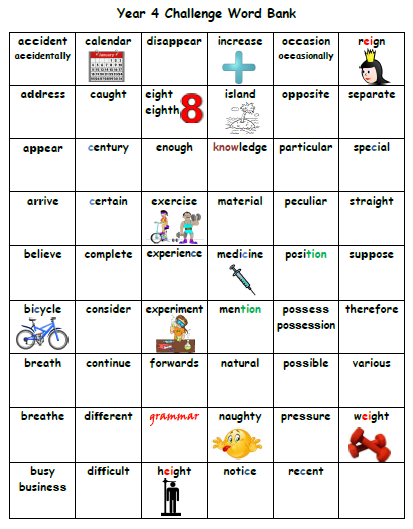 Year 4 Challenge Word Bank
accident calendar disappear increase occasion reign
accidentally occasionally
January
address caught eight island opposite separate
eighth 8
appear century enough knowledge particular special
arrive certain exercise material peculiar straight
believe complete experience medicine position suppose
bicycle consider experiment mention possess therefore
possession
breath continue forwards natural possible various
breathe different grammar naughty pressure weight
busy difficult height notice recent
business